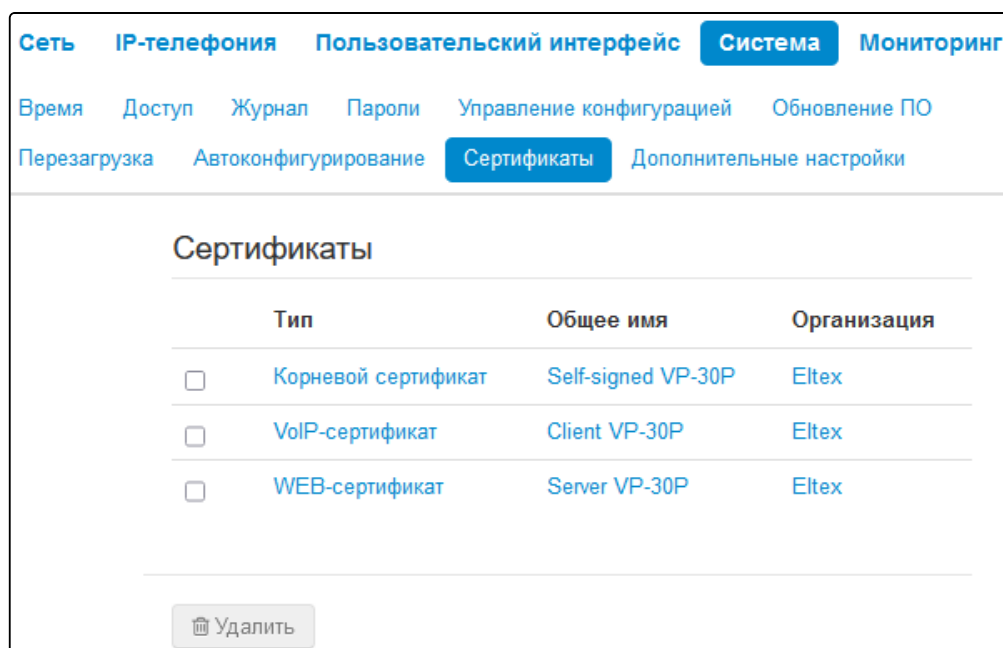 Сеть IP-телефония Пользовательский интерфейс Система Мониторинг
Время Доступ Журнал Пароли Управление конфигурацией Обновление ПО
Перезагрузка Автоконфигурирование Сертификаты Дополнительные настройки
Сертификаты
Тип Общее имя Организация
Корневой сертификат Self-signed VP-30P Eltex
VoIP-сертификат Client VP-30P Eltex
WEB-сертификат Server VP-30P Eltex
Удалить